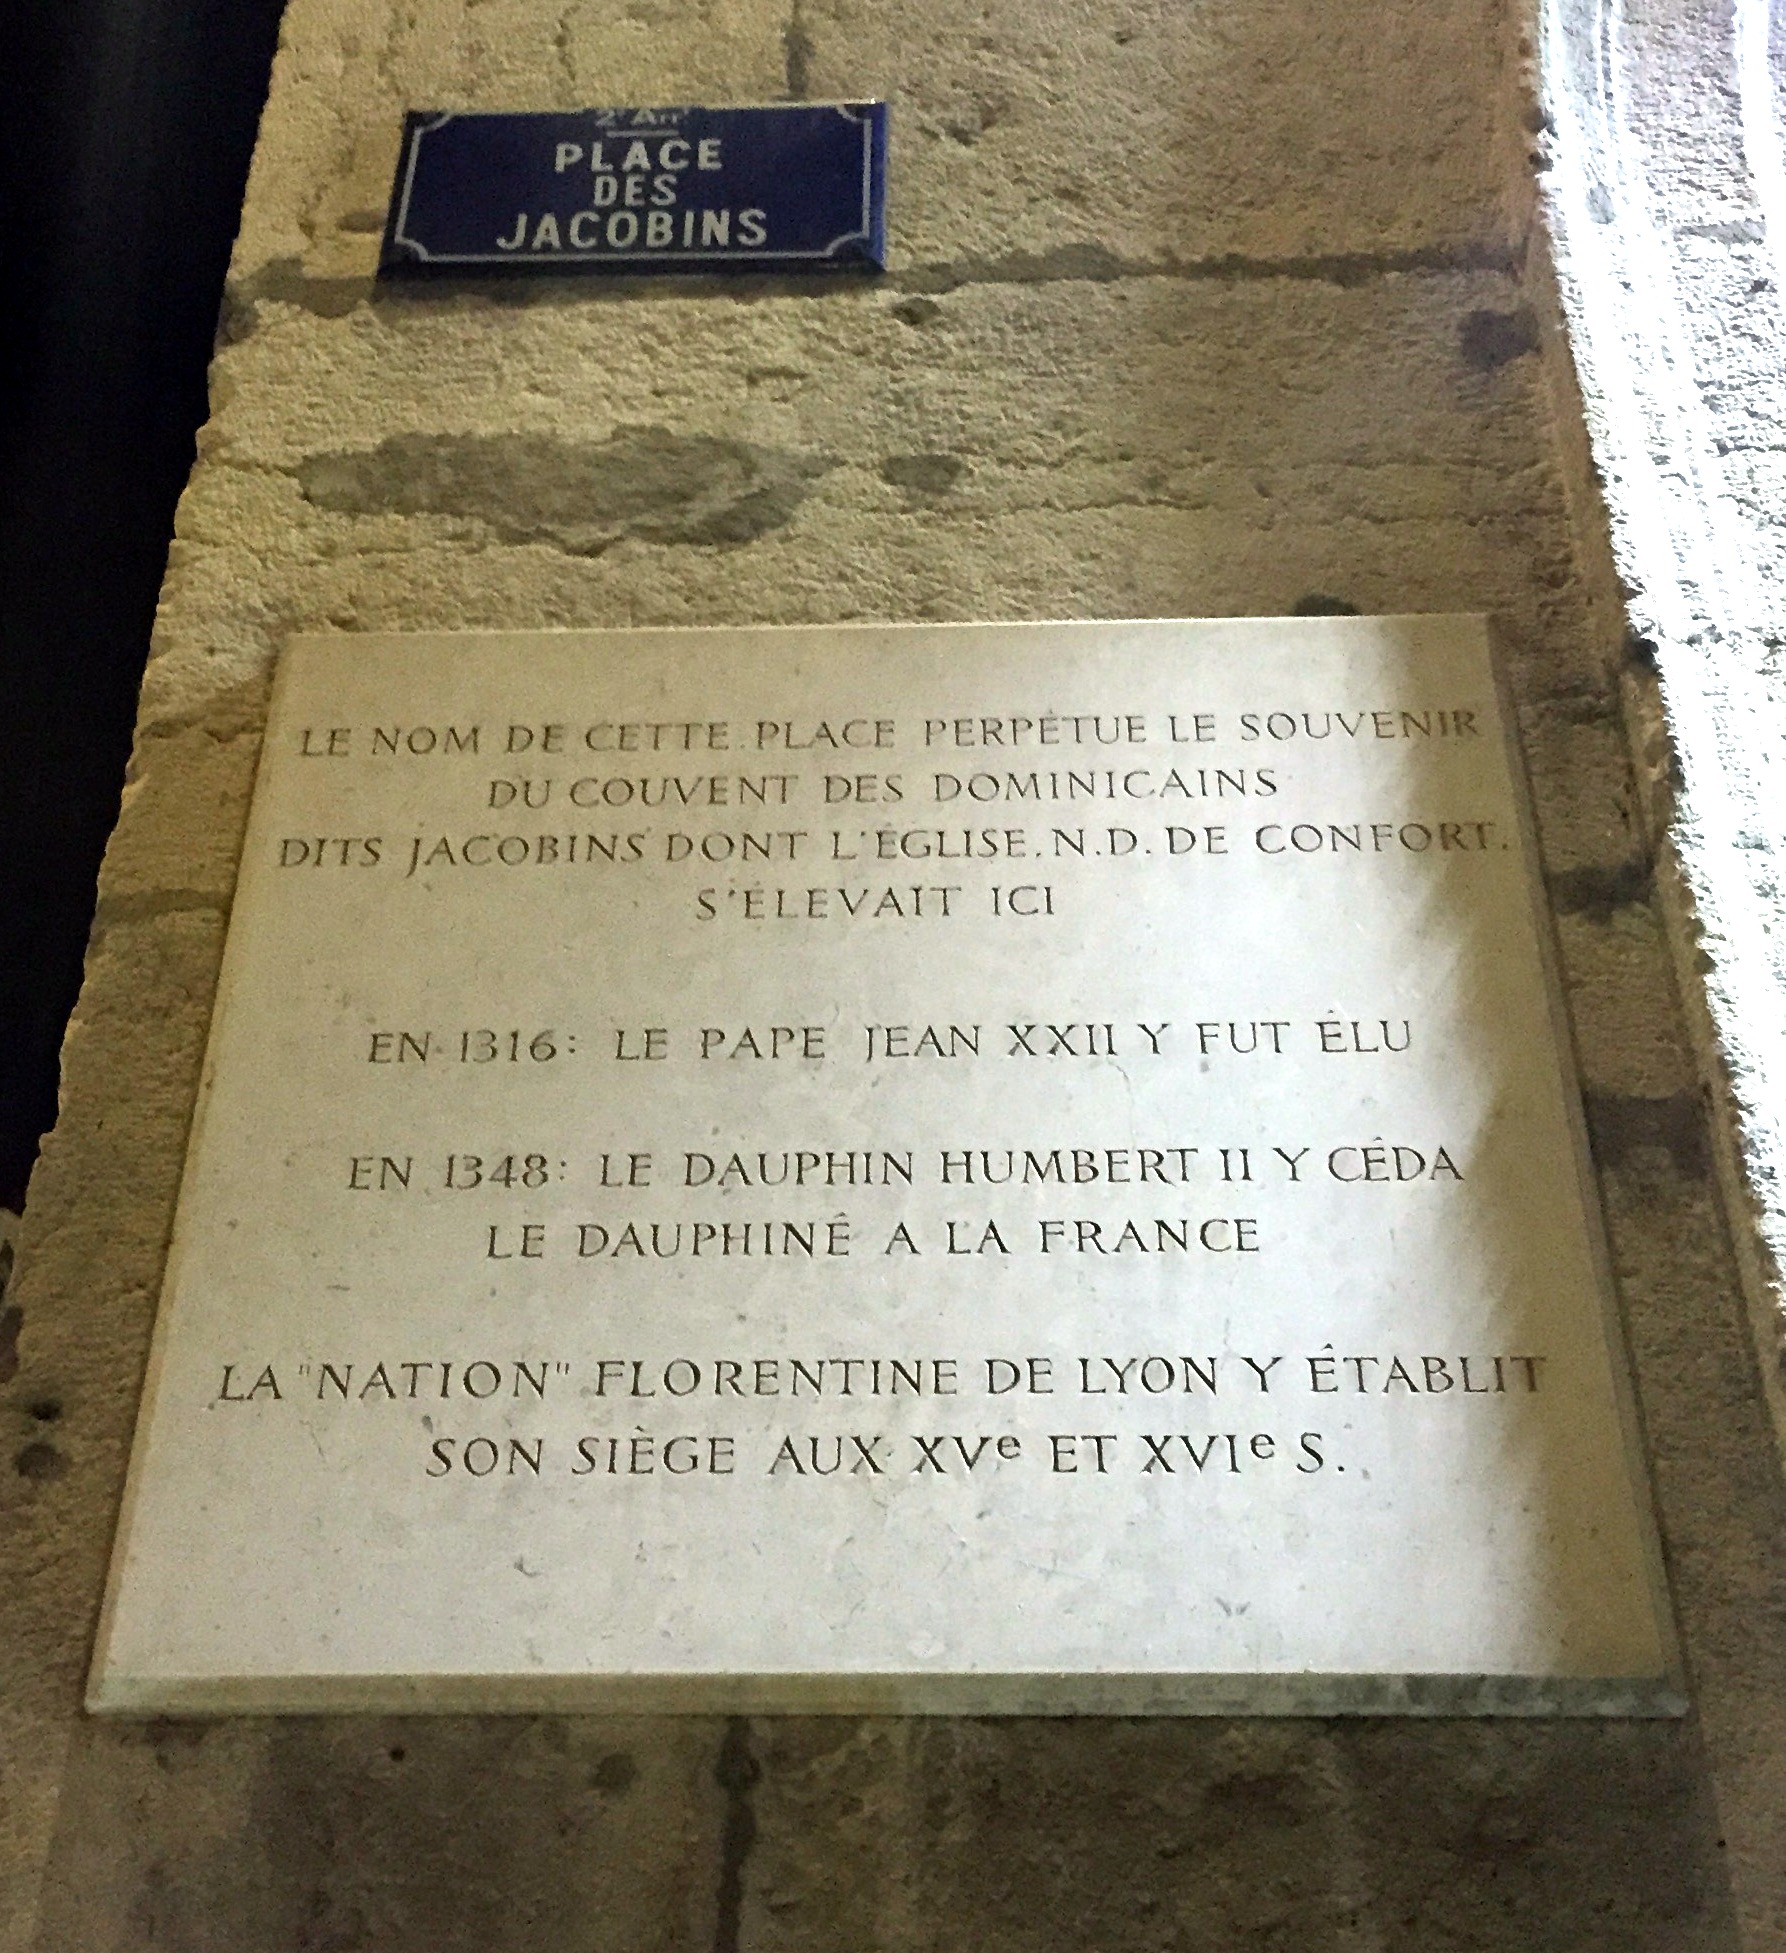 2e Arrt
PLACE
DES
JACOBINS
LE NOM DE CETTE PLACE PERPÉTUE LE SOUVENIR
DU COUVENT DES DOMINICAINS
DITS JACOBINS DONT L'ÉGLISE, N.D. DE CONFORT,
S'ÉLEVAIT ICI
EN 1316: LE PAPE JEAN XXII Y FUT ÉLU
EN 1348: LE DAUPHIN HUMBERT II Y CÉDA
LE DAUPHINÉ A LA FRANCE
LA "NATION" FLORENTINE DE LYON Y ÉTABLIT
SON SIÈGE AUX XVe ET XVIe S.